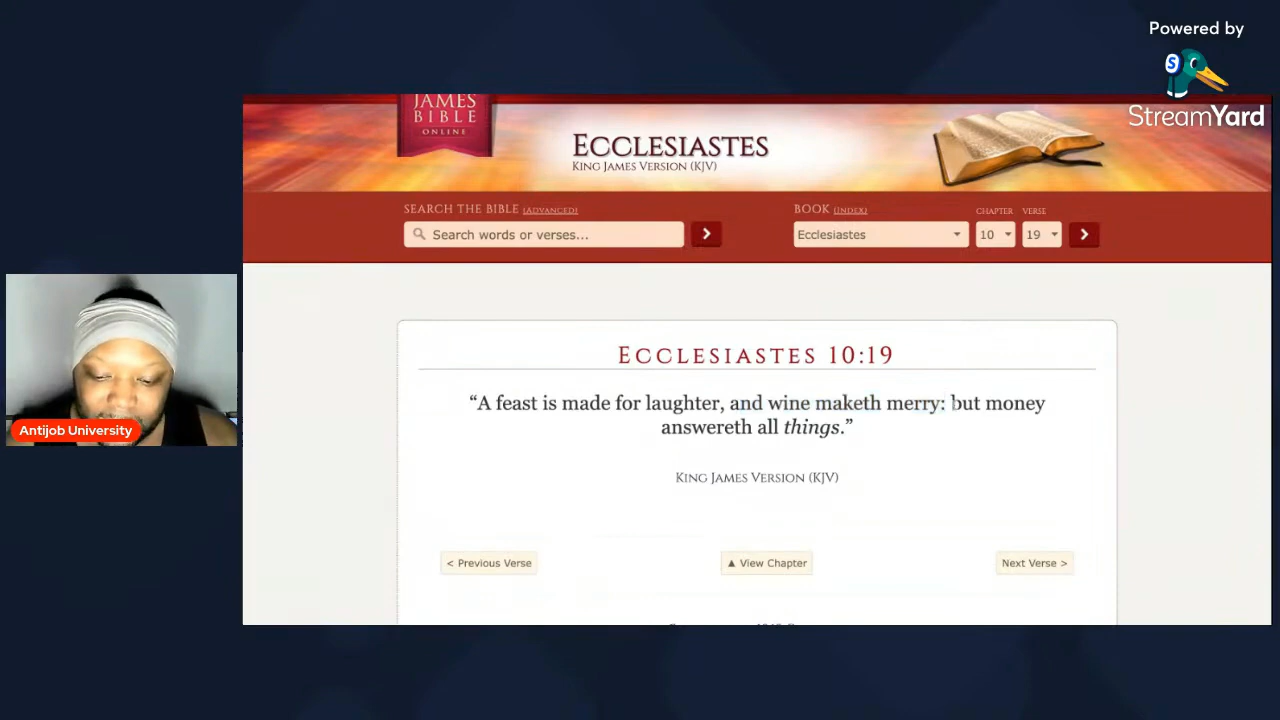 Powered by
StreamYard
JAMES
BIBLE
ONLINE
ECCLESIASTES
KING JAMES VERSION (KJV)
SEARCH THE BIBLE (ADVANCED)
BOOK (INDEX)
CHAPTER
VERSE
Search words or verses...
Ecclesiastes
10
19
Antijob University
ECCLESIASTES 10:19
“A feast is made for laughter, and wine maketh merry: but money
answereth all things.”
KING JAMES VERSION (KJV)
< Previous Verse
▲ View Chapter
Next Verse >